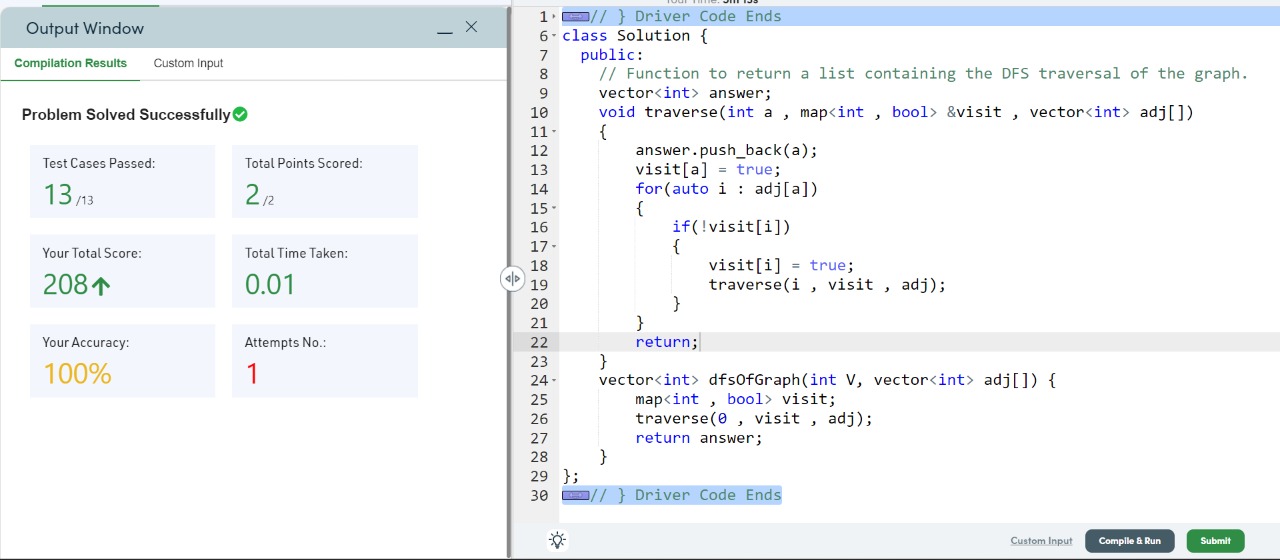 Output Window
Compilation Results
Custom Input
Problem Solved Successfully
Test Cases Passed:
13 /13
Total Points Scored:
2 /2
Your Total Score:
208
Total Time Taken:
0.01
Your Accuracy:
100%
Attempts No.:
1
1 // } Driver Code Ends
6 class Solution {
7 public:
8 // Function to return a list containing the DFS traversal of the graph.
9 vector<int> answer;
10 void traverse(int a , map<int , bool> &visit , vector<int> adj[])
11 {
12 answer.push_back(a);
13 visit[a] = true;
14 for(auto i : adj[a])
15 {
16 if(!visit[i])
17 {
18 visit[i] = true;
19 traverse(i , visit , adj);
20 }
21 }
22 return;
23 }
24 vector<int> dfsOfGraph(int V, vector<int> adj[]) {
25 map<int , bool> visit;
26 traverse(0 , visit , adj);
27 return answer;
28 }
29 };
30 // } Driver Code Ends
Custom Input
Compile & Run
Submit